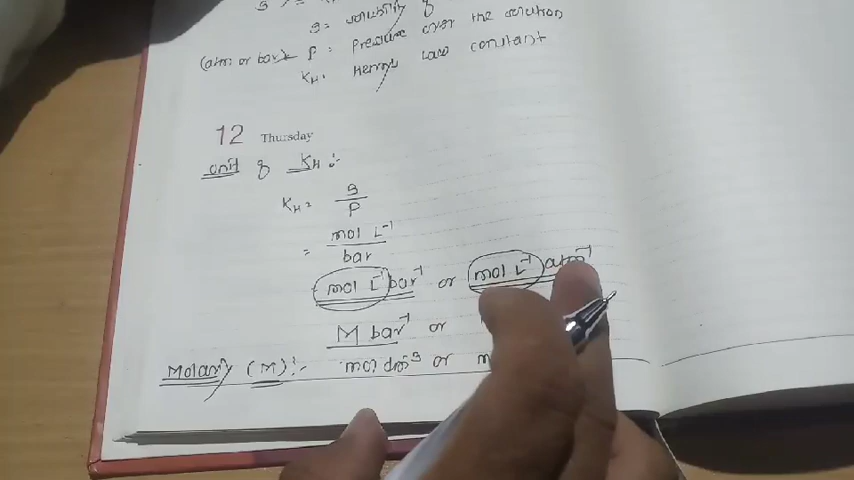 S = solubility of
(atm or bar) P = Pressure over the solution
KH = Henry's Law constant
12 Thursday
unit of KH :-
KH = S
P
= mol L⁻¹
bar
mol L⁻¹ bar⁻¹ or mol L⁻¹ atm⁻¹
M bar⁻¹ or
Molarity (M) :- mol dm⁻³ or m